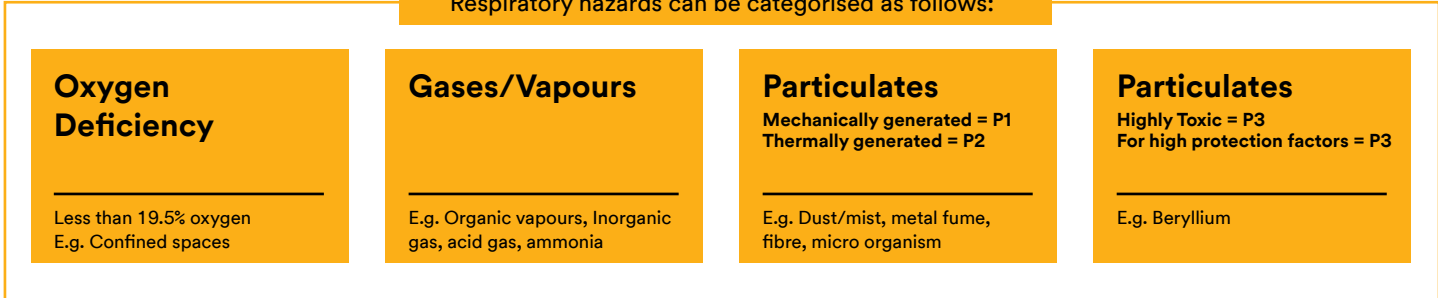 Respiratory hazards can be categorised as follows:
Oxygen
Deficiency
Less than 19.5% oxygen
E.g. Confined spaces
Gases/Vapours
E.g. Organic vapours, Inorganic
gas, acid gas, ammonia
Particulates
Mechanically generated = P1
Thermally generated = P2
E.g. Dust/mist, metal fume,
fibre, micro organism
Particulates
Highly Toxic = P3
For high protection factors = P3
E.g. Beryllium